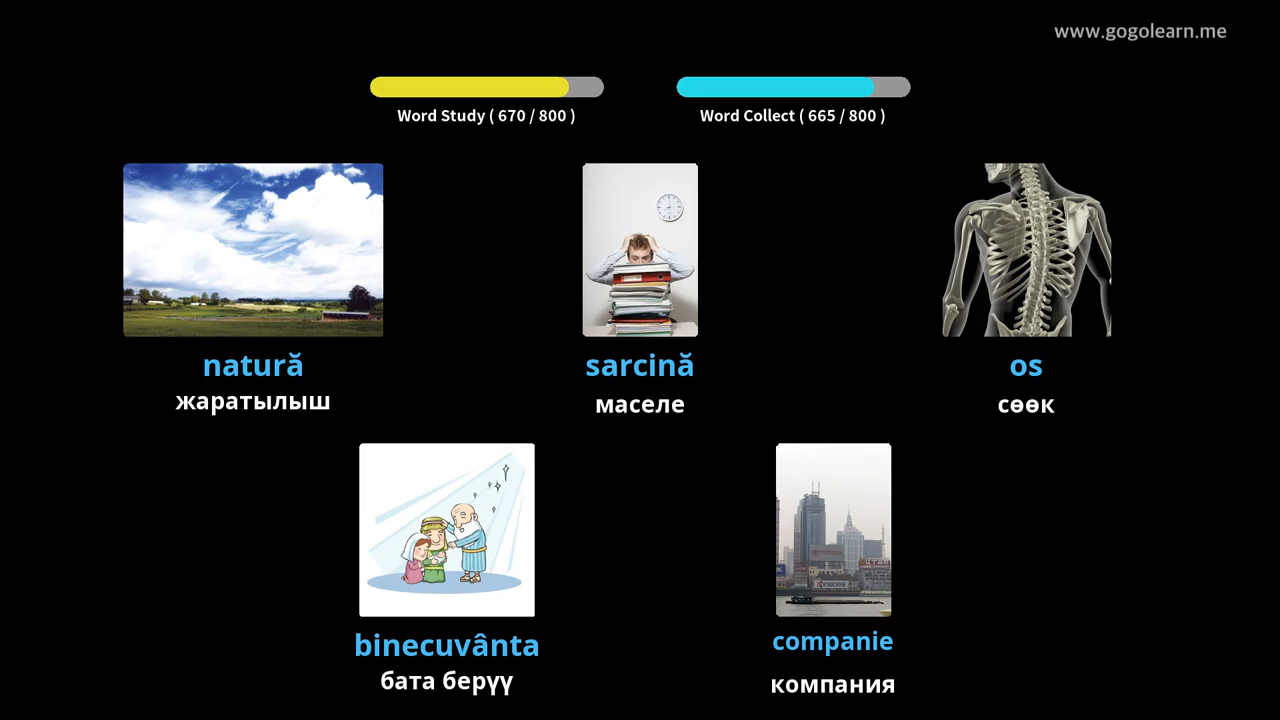 www.gogolearn.me
Word Study ( 670 / 800 )
Word Collect ( 665 / 800 )
natură
жаратылыш
sarcină
маселе
os
сөөк
binecuvânta
бата берүү
companie
компания